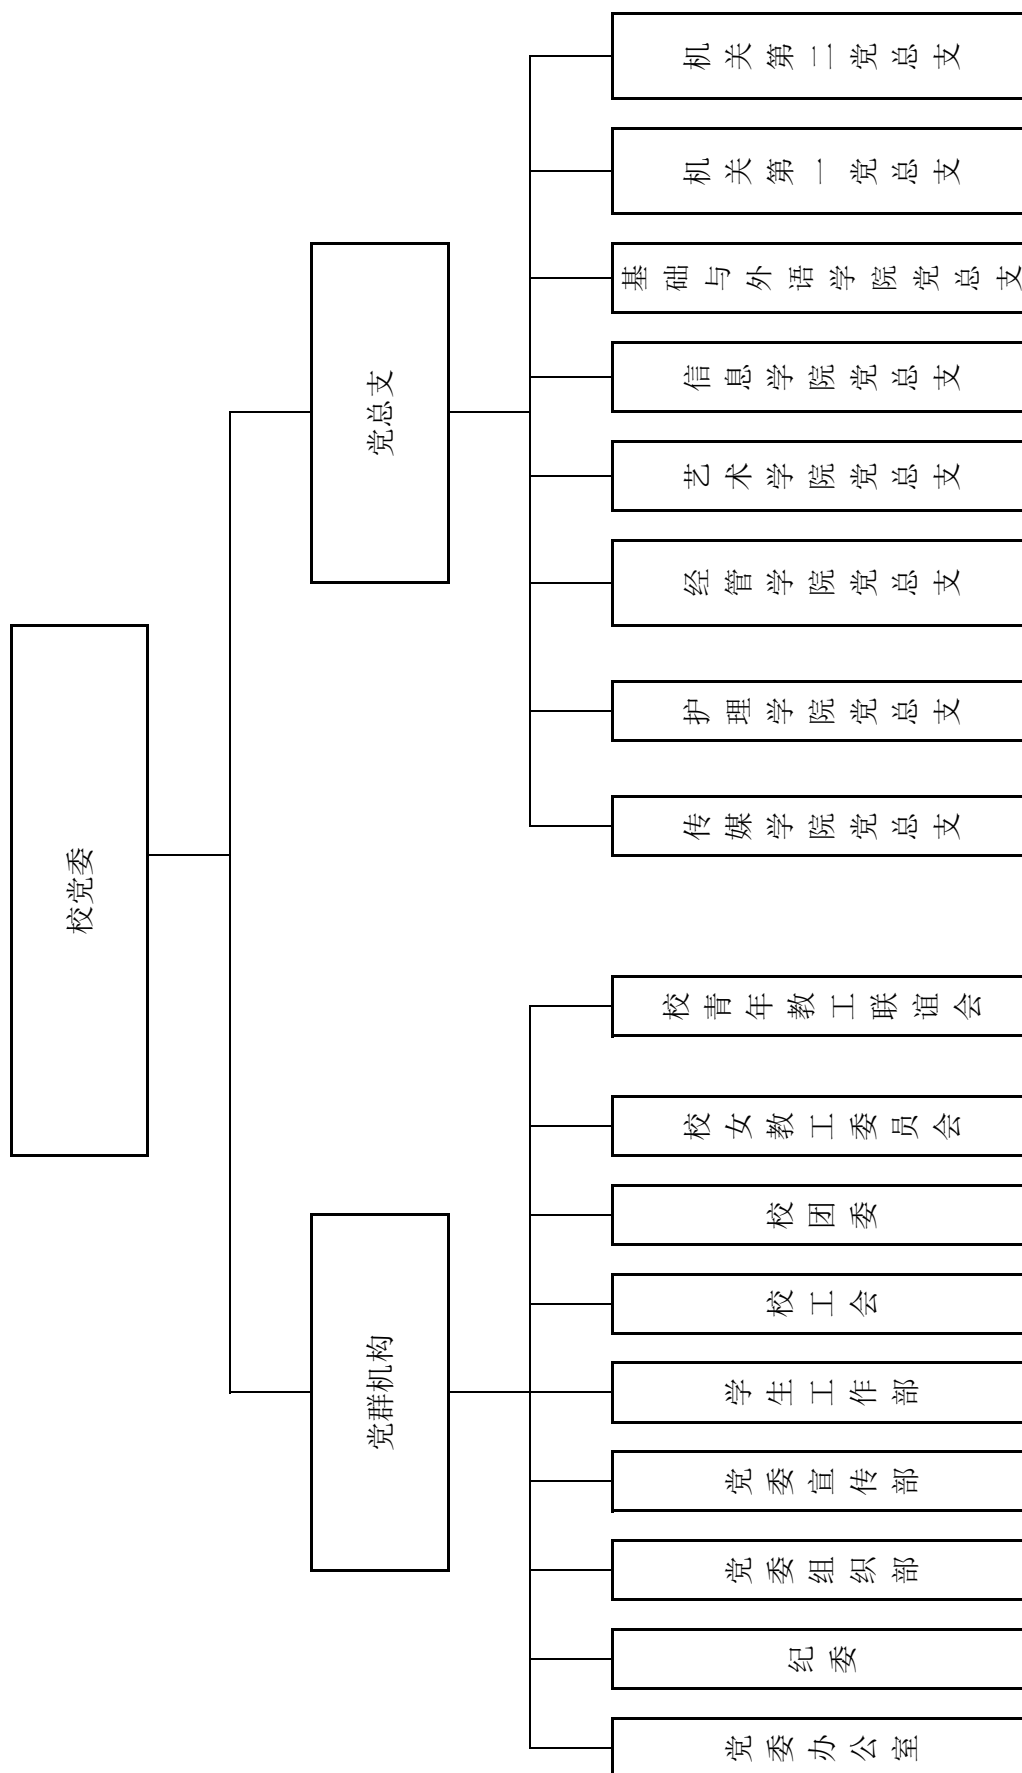 校党委
党群机构
党总支
党委办公室
纪委
党委组织部
党委宣传部
学生工作部
校工会
校团委
校女教工委员会
校青年教工联谊会
传媒学院党总支
护理学院党总支
经管学院党总支
艺术学院党总支
信息学院党总支
基础与外语学院党总支
机关第一党总支
机关第二党总支